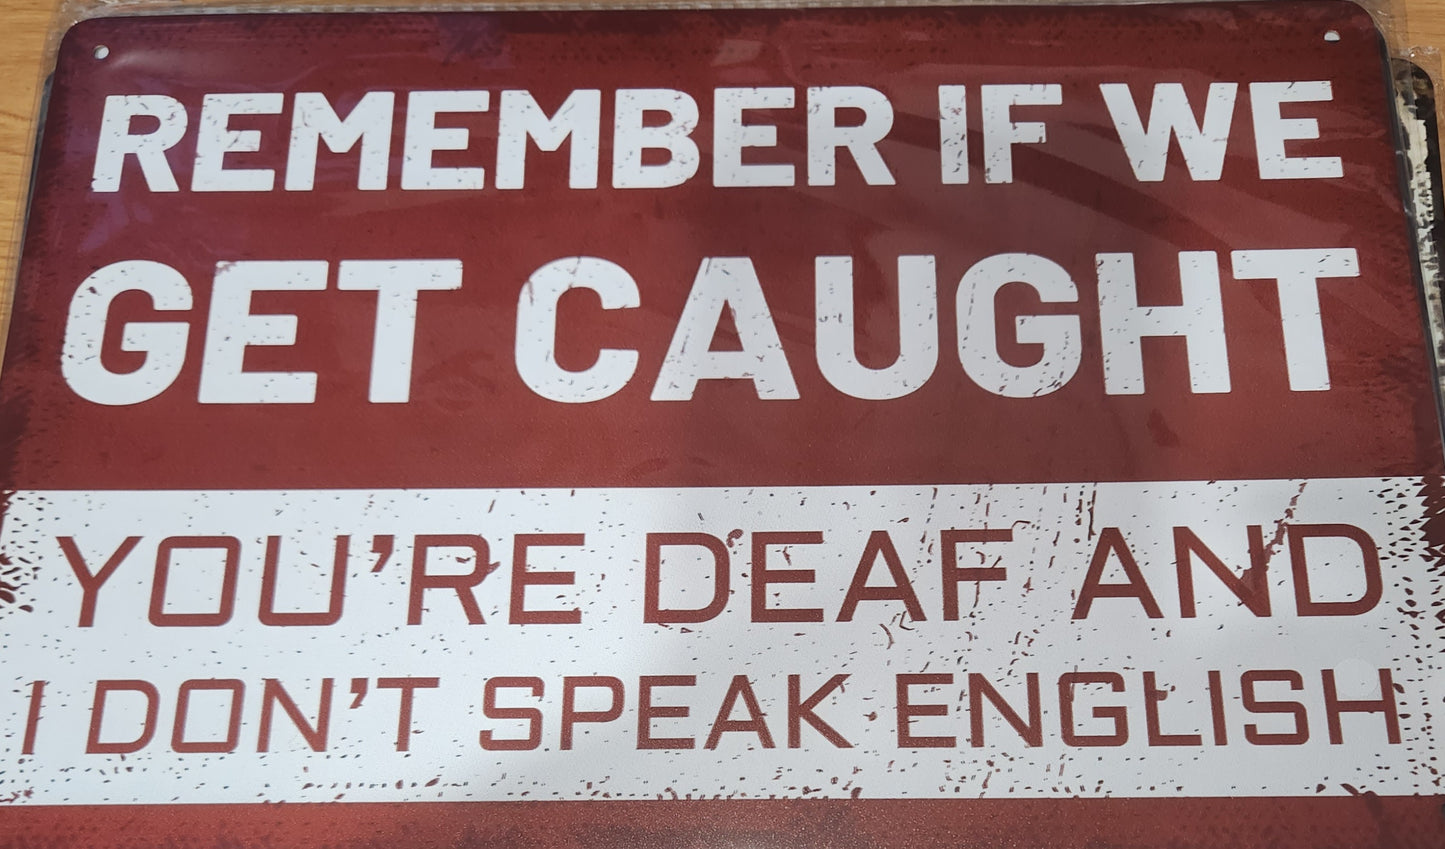 REMEMBER IF WE
GET CAUGHT
YOU'RE DEAF AND
I DON'T SPEAK ENGLISH